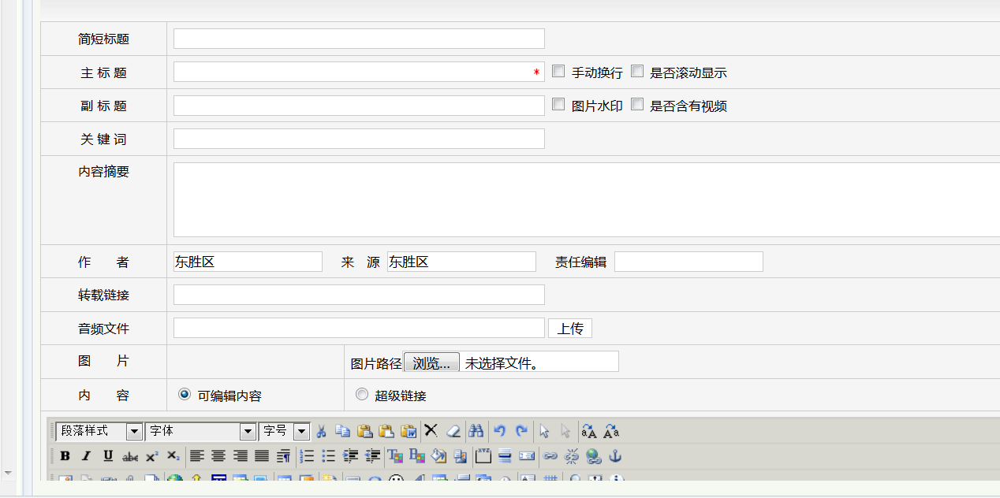 简短标题
主 标 题 * 手动换行 是否滚动显示
副 标 题 图片水印 是否含有视频
关 键 词
内容摘要
作 者 东胜区 来 源 东胜区 责任编辑
转载链接
音频文件 上传
图 片 图片路径 浏览... 未选择文件。
内 容 可编辑内容 超级链接
段落样式 字体 字号
B I U abc x² x₂